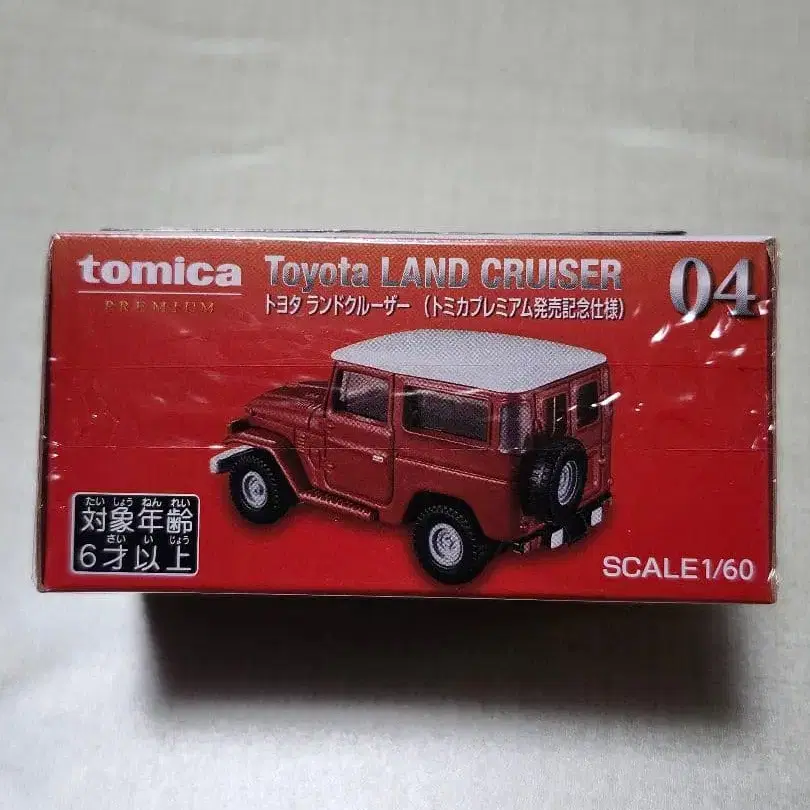 tomica
PREMIUM
Toyota LAND CRUISER
トヨタ ランドクルーザー (トミカプレミアム発売記念仕様)
04
たい しょう ねん れい
対象年齢
さい い じょう
6才以上
SCALE1/60